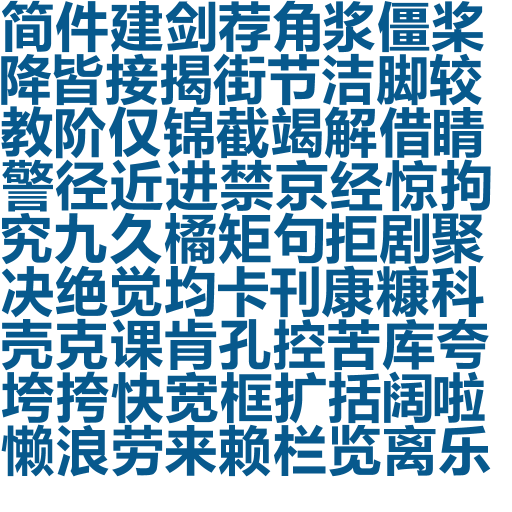 简件建剑荐角浆僵桨
降皆接揭街节洁脚较
教阶仅锦截竭解借睛
警径近进禁京经惊拘
究九久橘矩句拒剧聚
决绝觉均卡刊康糠科
壳克课肯孔控苦库夸
垮挎快宽框扩括阔啦
懒浪劳来赖栏览离乐